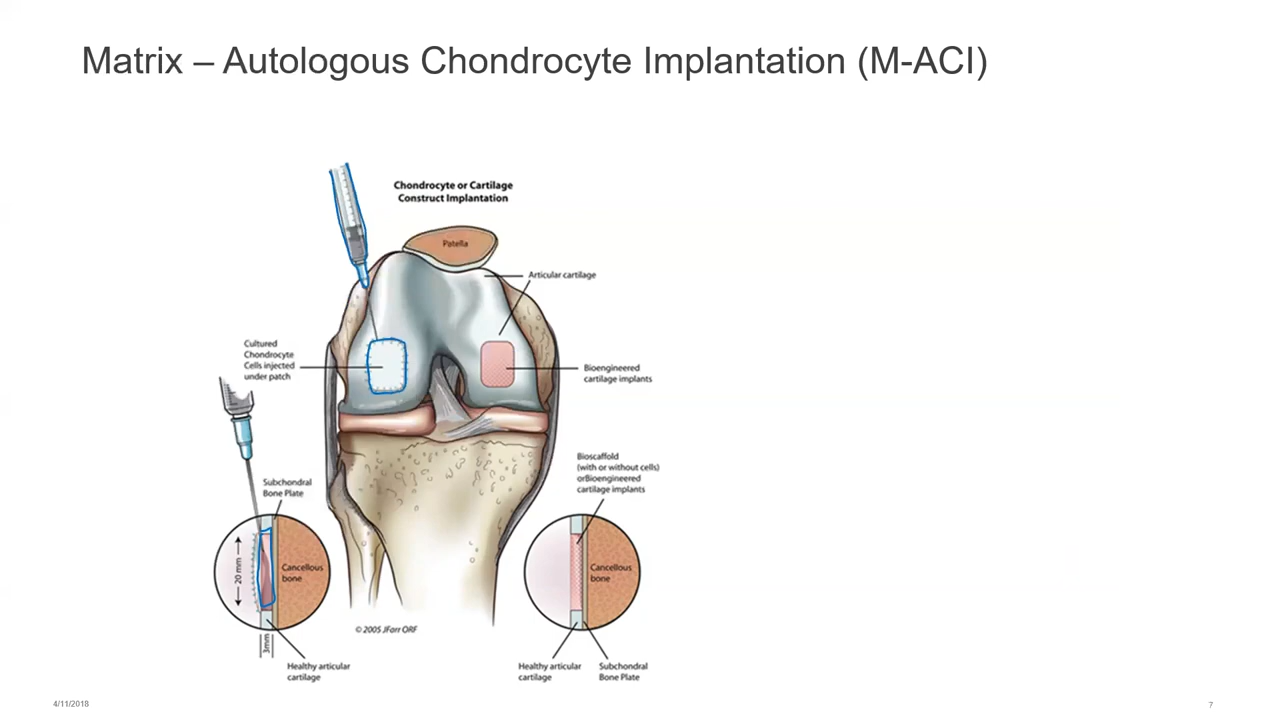 Matrix – Autologous Chondrocyte Implantation (M-ACI)
Chondrocyte or Cartilage
Construct Implantation
Patella
Articular cartilage
Cultured
Chondrocyte
Cells injected
under patch
Bioengineered
cartilage implants
Bioscaffold
(with or without cells)
orBioengineered
cartilage implants
Subchondral
Bone Plate
20 mm
Cancellous
bone
Cancellous
bone
© 2005 JFarr ORF
3mm
Healthy articular
cartilage
Healthy articular
cartilage
Subchondral
Bone Plate
4/11/2018
7